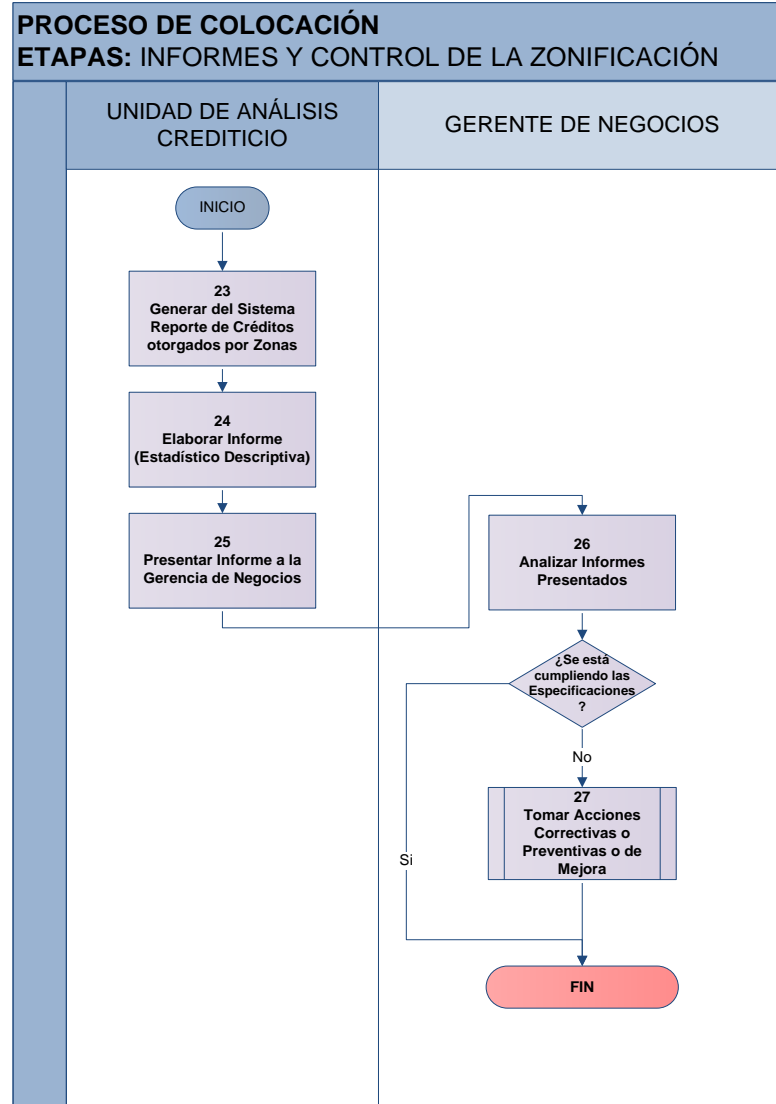 PROCESO DE COLOCACIÓN
ETAPAS: INFORMES Y CONTROL DE LA ZONIFICACIÓN
UNIDAD DE ANÁLISIS
CREDITICIO
GERENTE DE NEGOCIOS
INICIO
23
Generar del Sistema
Reporte de Créditos
otorgados por Zonas
24
Elaborar Informe
(Estadístico Descriptiva)
25
Presentar Informe a la
Gerencia de Negocios
26
Analizar Informes
Presentados
¿Se está
cumpliendo las
Especificaciones
?
No
27
Tomar Acciones
Correctivas o
Preventivas o de
Mejora
Si
FIN